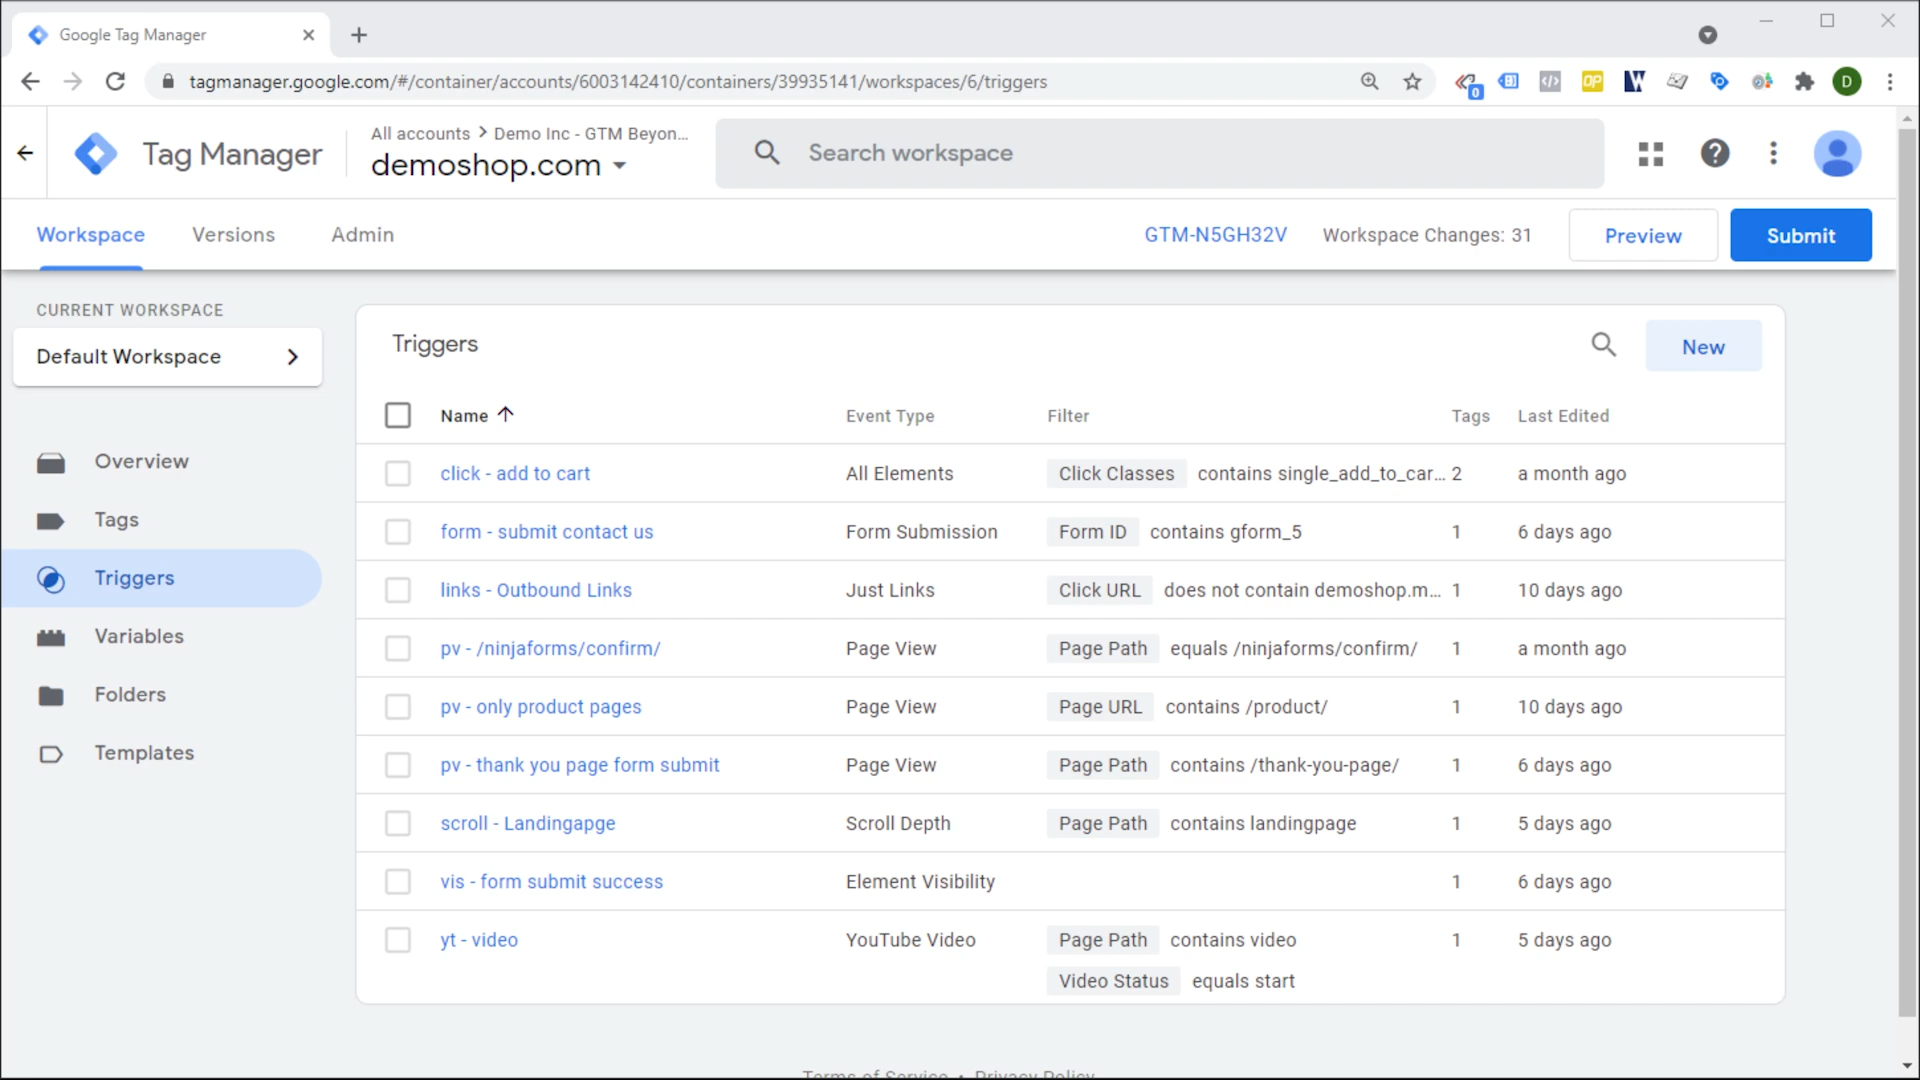 Google Tag Manager
tagmanager.google.com/#/container/accounts/6003142410/containers/39935141/workspaces/6/triggers
0
OP
W
D
Tag Manager
All accounts > Demo Inc - GTM Beyon...
demoshop.com
Search workspace
Workspace Versions Admin GTM-N5GH32V Workspace Changes: 31 Preview Submit
CURRENT WORKSPACE
Default Workspace
Overview
Tags
Triggers
Variables
Folders
Templates
Triggers New
Name Event Type Filter Tags Last Edited
click - add to cart All Elements Click Classes contains single_add_to_car... 2 a month ago
form - submit contact us Form Submission Form ID contains gform_5 1 6 days ago
links - Outbound Links Just Links Click URL does not contain demoshop.m... 1 10 days ago
pv - /ninjaforms/confirm/ Page View Page Path equals /ninjaforms/confirm/ 1 a month ago
pv - only product pages Page View Page URL contains /product/ 1 10 days ago
pv - thank you page form submit Page View Page Path contains /thank-you-page/ 1 6 days ago
scroll - Landingapge Scroll Depth Page Path contains landingpage 1 5 days ago
vis - form submit success Element Visibility 1 6 days ago
yt - video YouTube Video Page Path contains video 1 5 days ago
Video Status equals start
Terms of Service · Privacy Policy